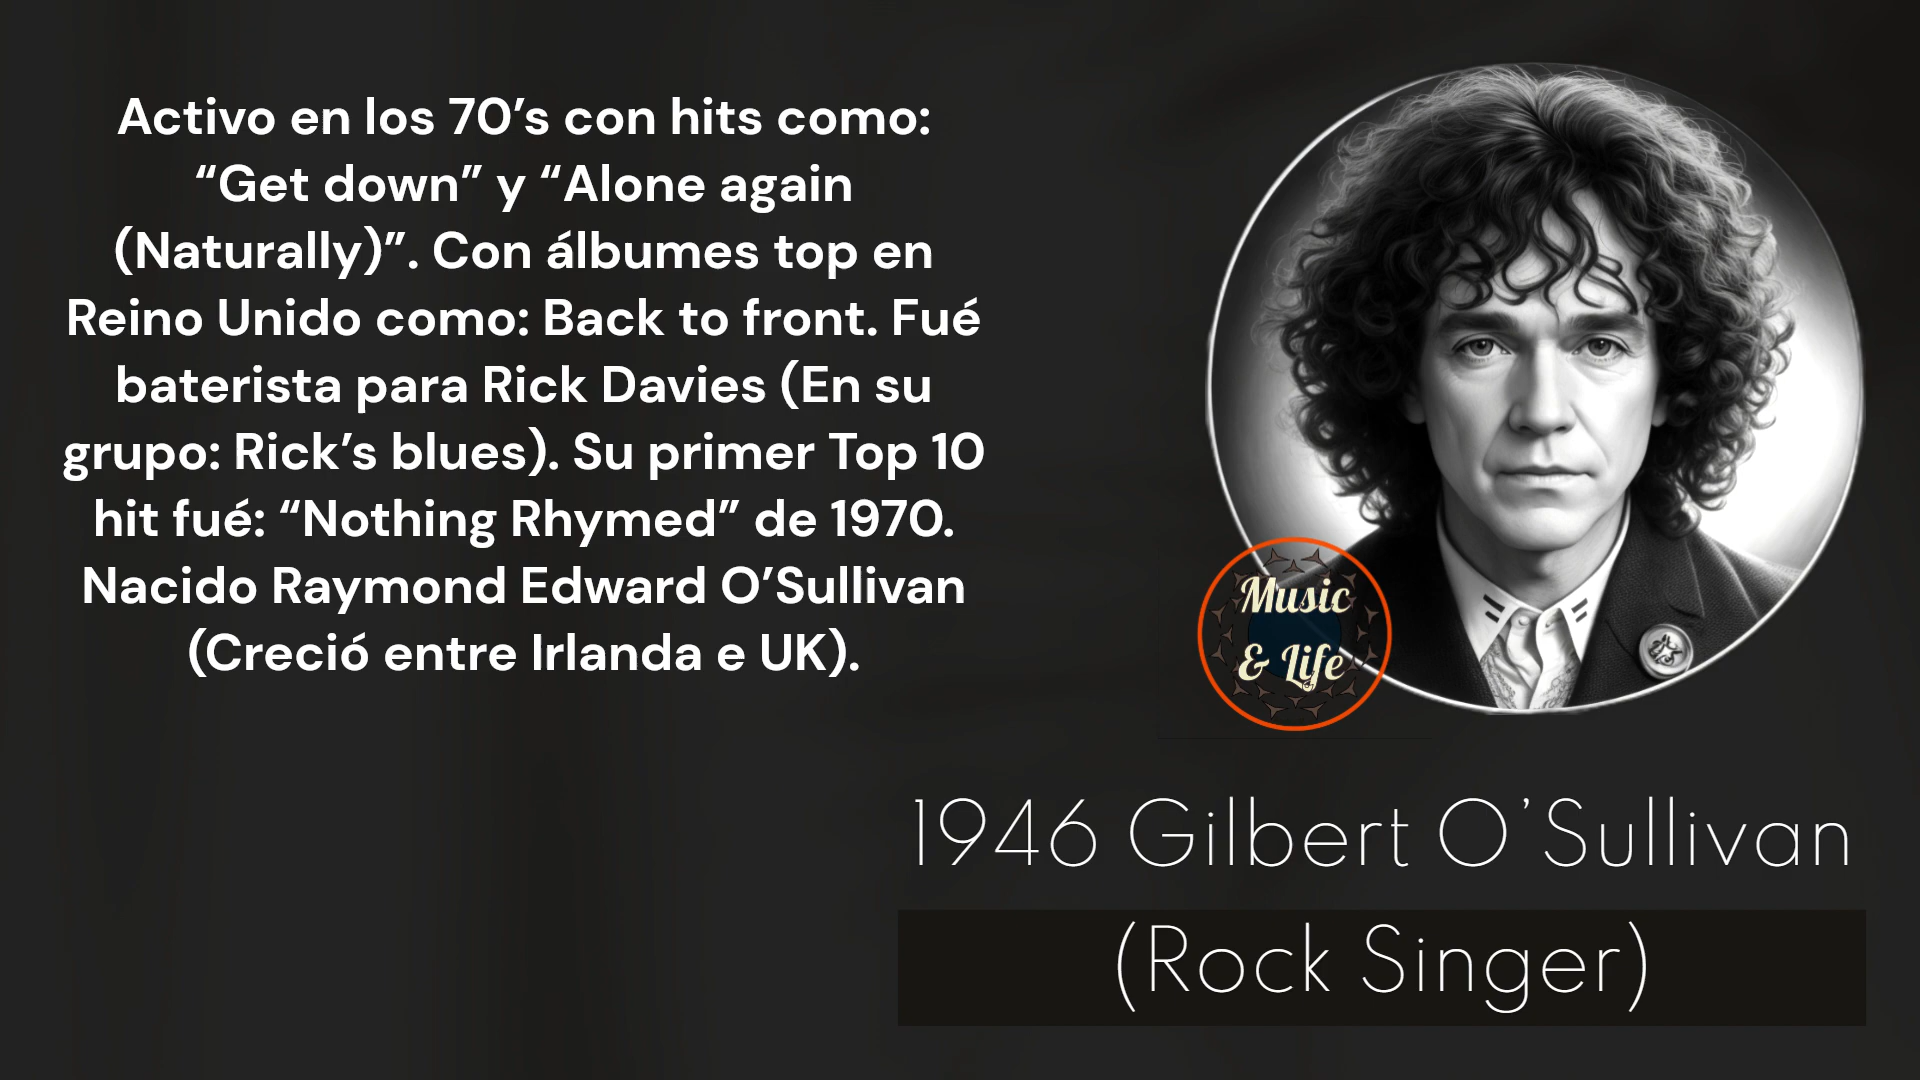 Activo en los 70’s con hits como:
“Get down” y “Alone again
(Naturally)”. Con álbumes top en
Reino Unido como: Back to front. Fué
baterista para Rick Davies (En su
grupo: Rick’s blues). Su primer Top 10
hit fué: “Nothing Rhymed” de 1970.
Nacido Raymond Edward O’Sullivan
(Creció entre Irlanda e UK).
Music
& Life
1946 Gilbert O’Sullivan
(Rock Singer)